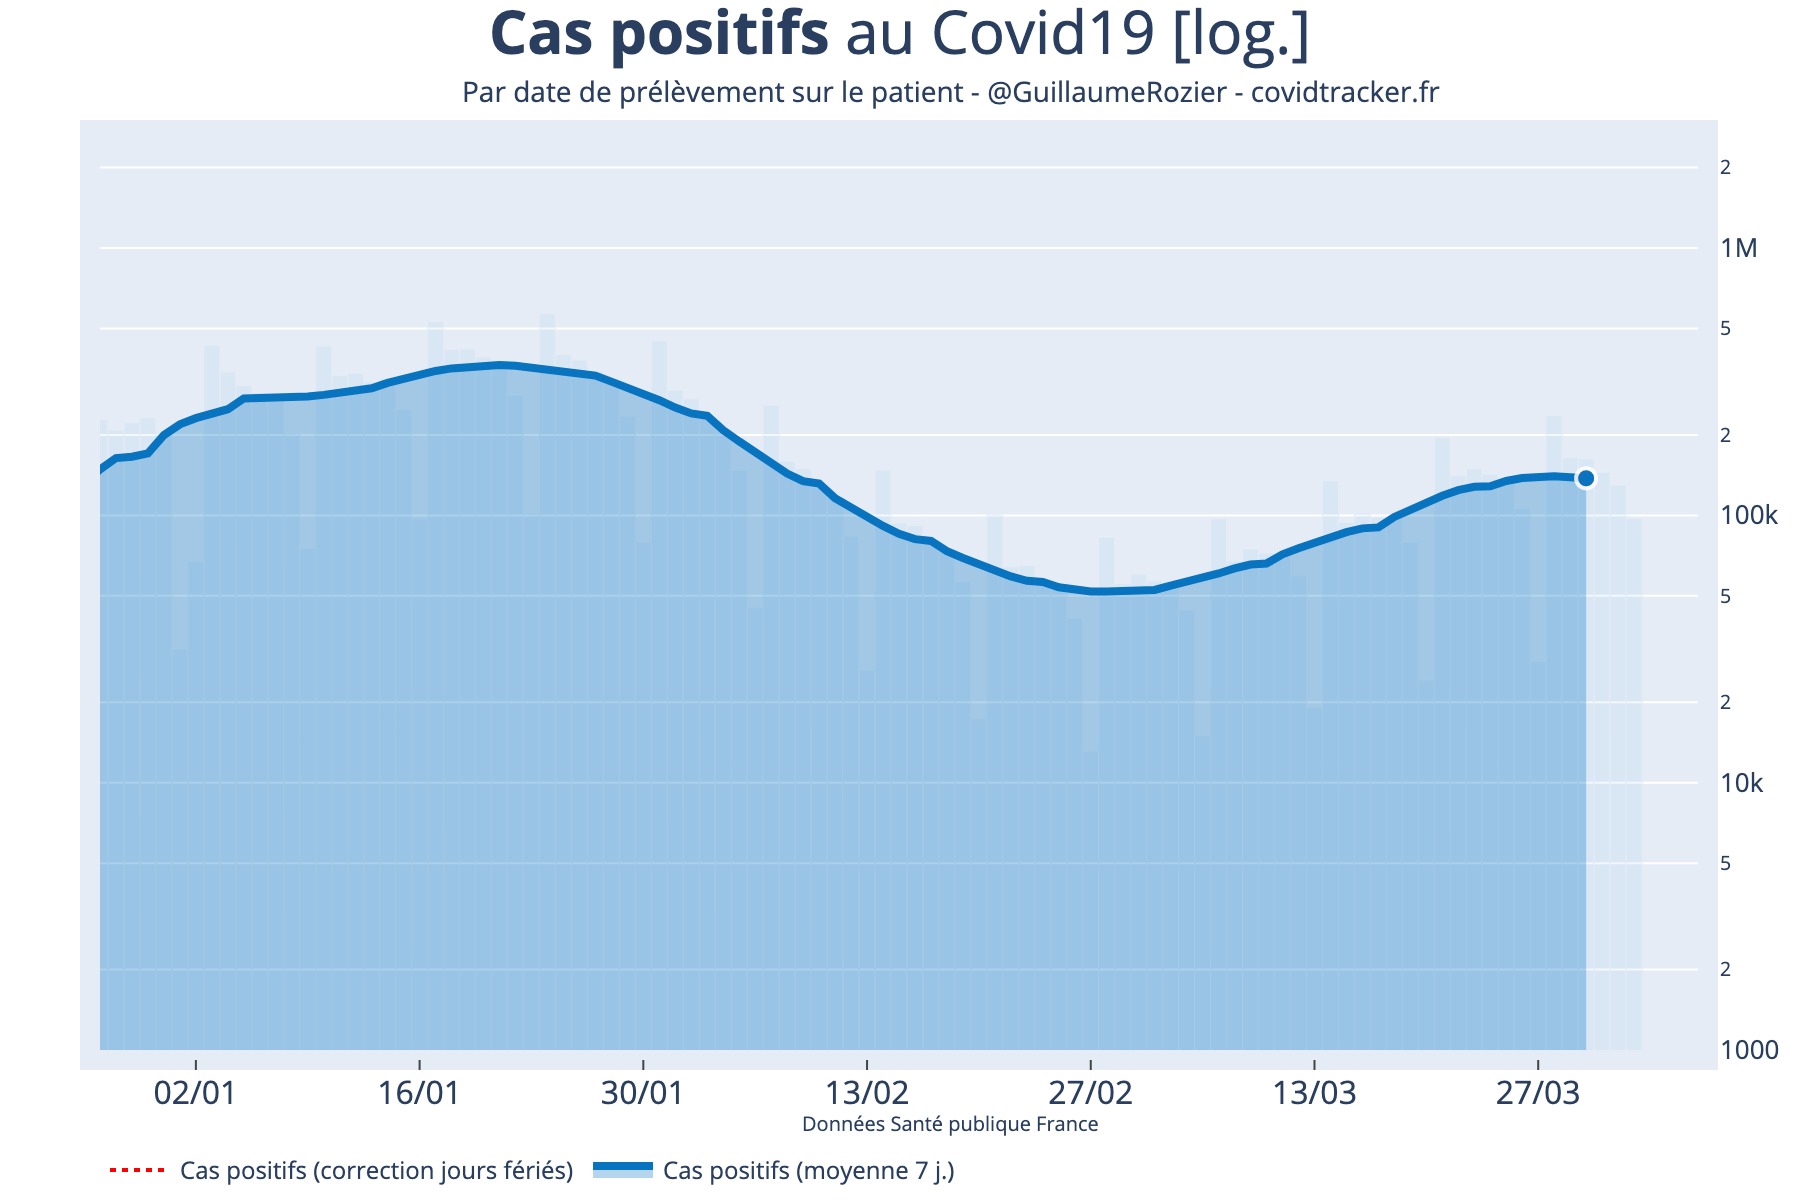 Cas positifs au Covid19 [log.]
Par date de prélèvement sur le patient - @GuillaumeRozier - covidtracker.fr
2
1M
5
2
100k
5
2
10k
5
2
1000
02/01 16/01 30/01 13/02 27/02 13/03 27/03
Données Santé publique France
Cas positifs (correction jours fériés) Cas positifs (moyenne 7 j.)